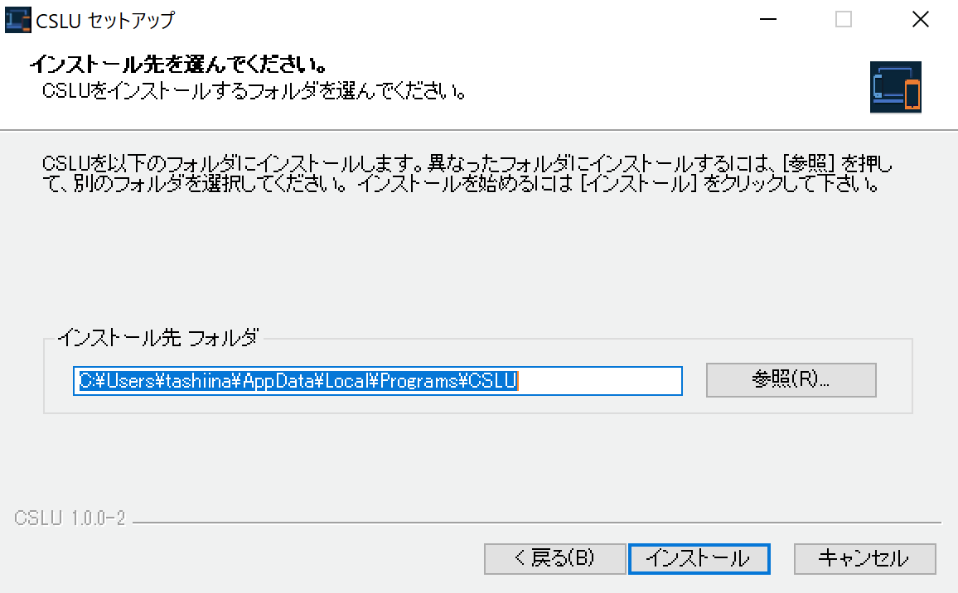 CSLU セットアップ
インストール先を選んでください。
CSLUをインストールするフォルダを選んでください。
CSLUを以下のフォルダにインストールします。異なったフォルダにインストールするには、[参照] を押し
て、別のフォルダを選択してください。 インストールを始めるには [インストール] をクリックして下さい。
インストール先 フォルダ
C:¥Users¥tashiina¥AppData¥Local¥Programs¥CSLU
参照(R)...
CSLU 1.0.0-2
< 戻る(B)
インストール
キャンセル